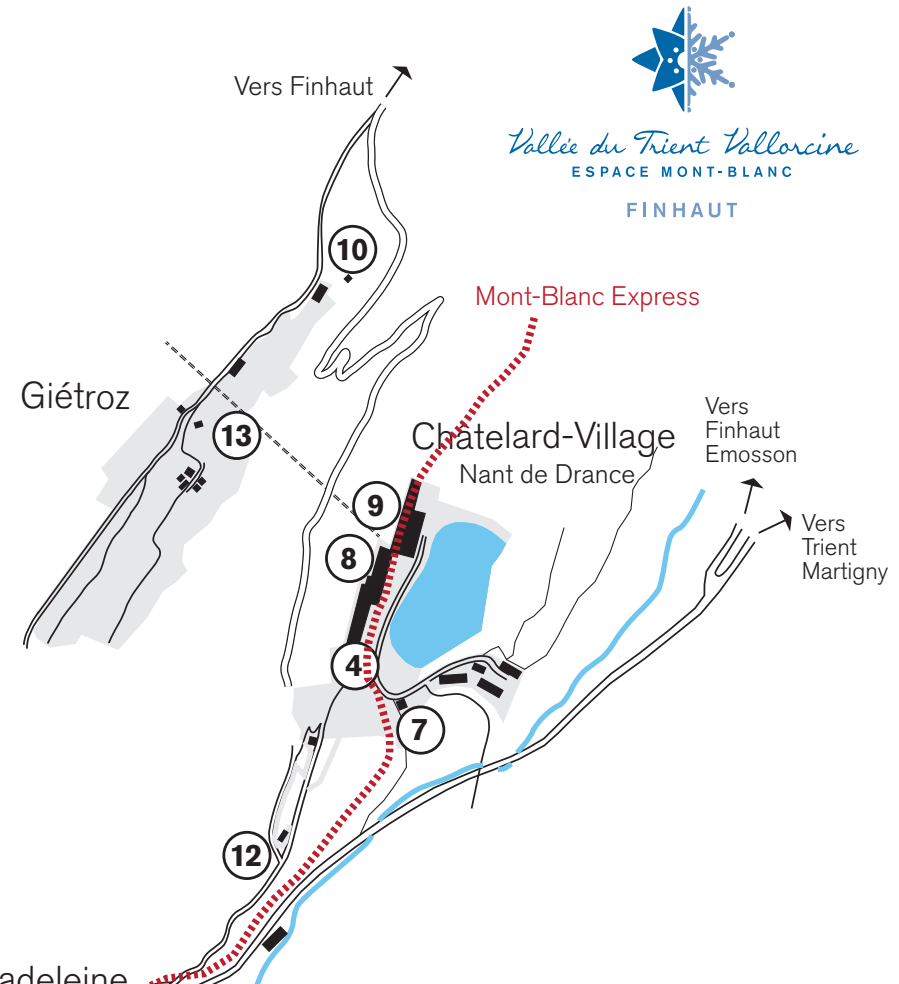 Vers Finhaut
Vallée du Trient Vallorcine
ESPACE MONT-BLANC
FINHAUT
10
Mont-Blanc Express
Giétroz
13
Châtelard-Village
Nant de Drance
Vers
Finhaut
Emosson
9
Vers
Trient
Martigny
8
4
7
12
adeleine